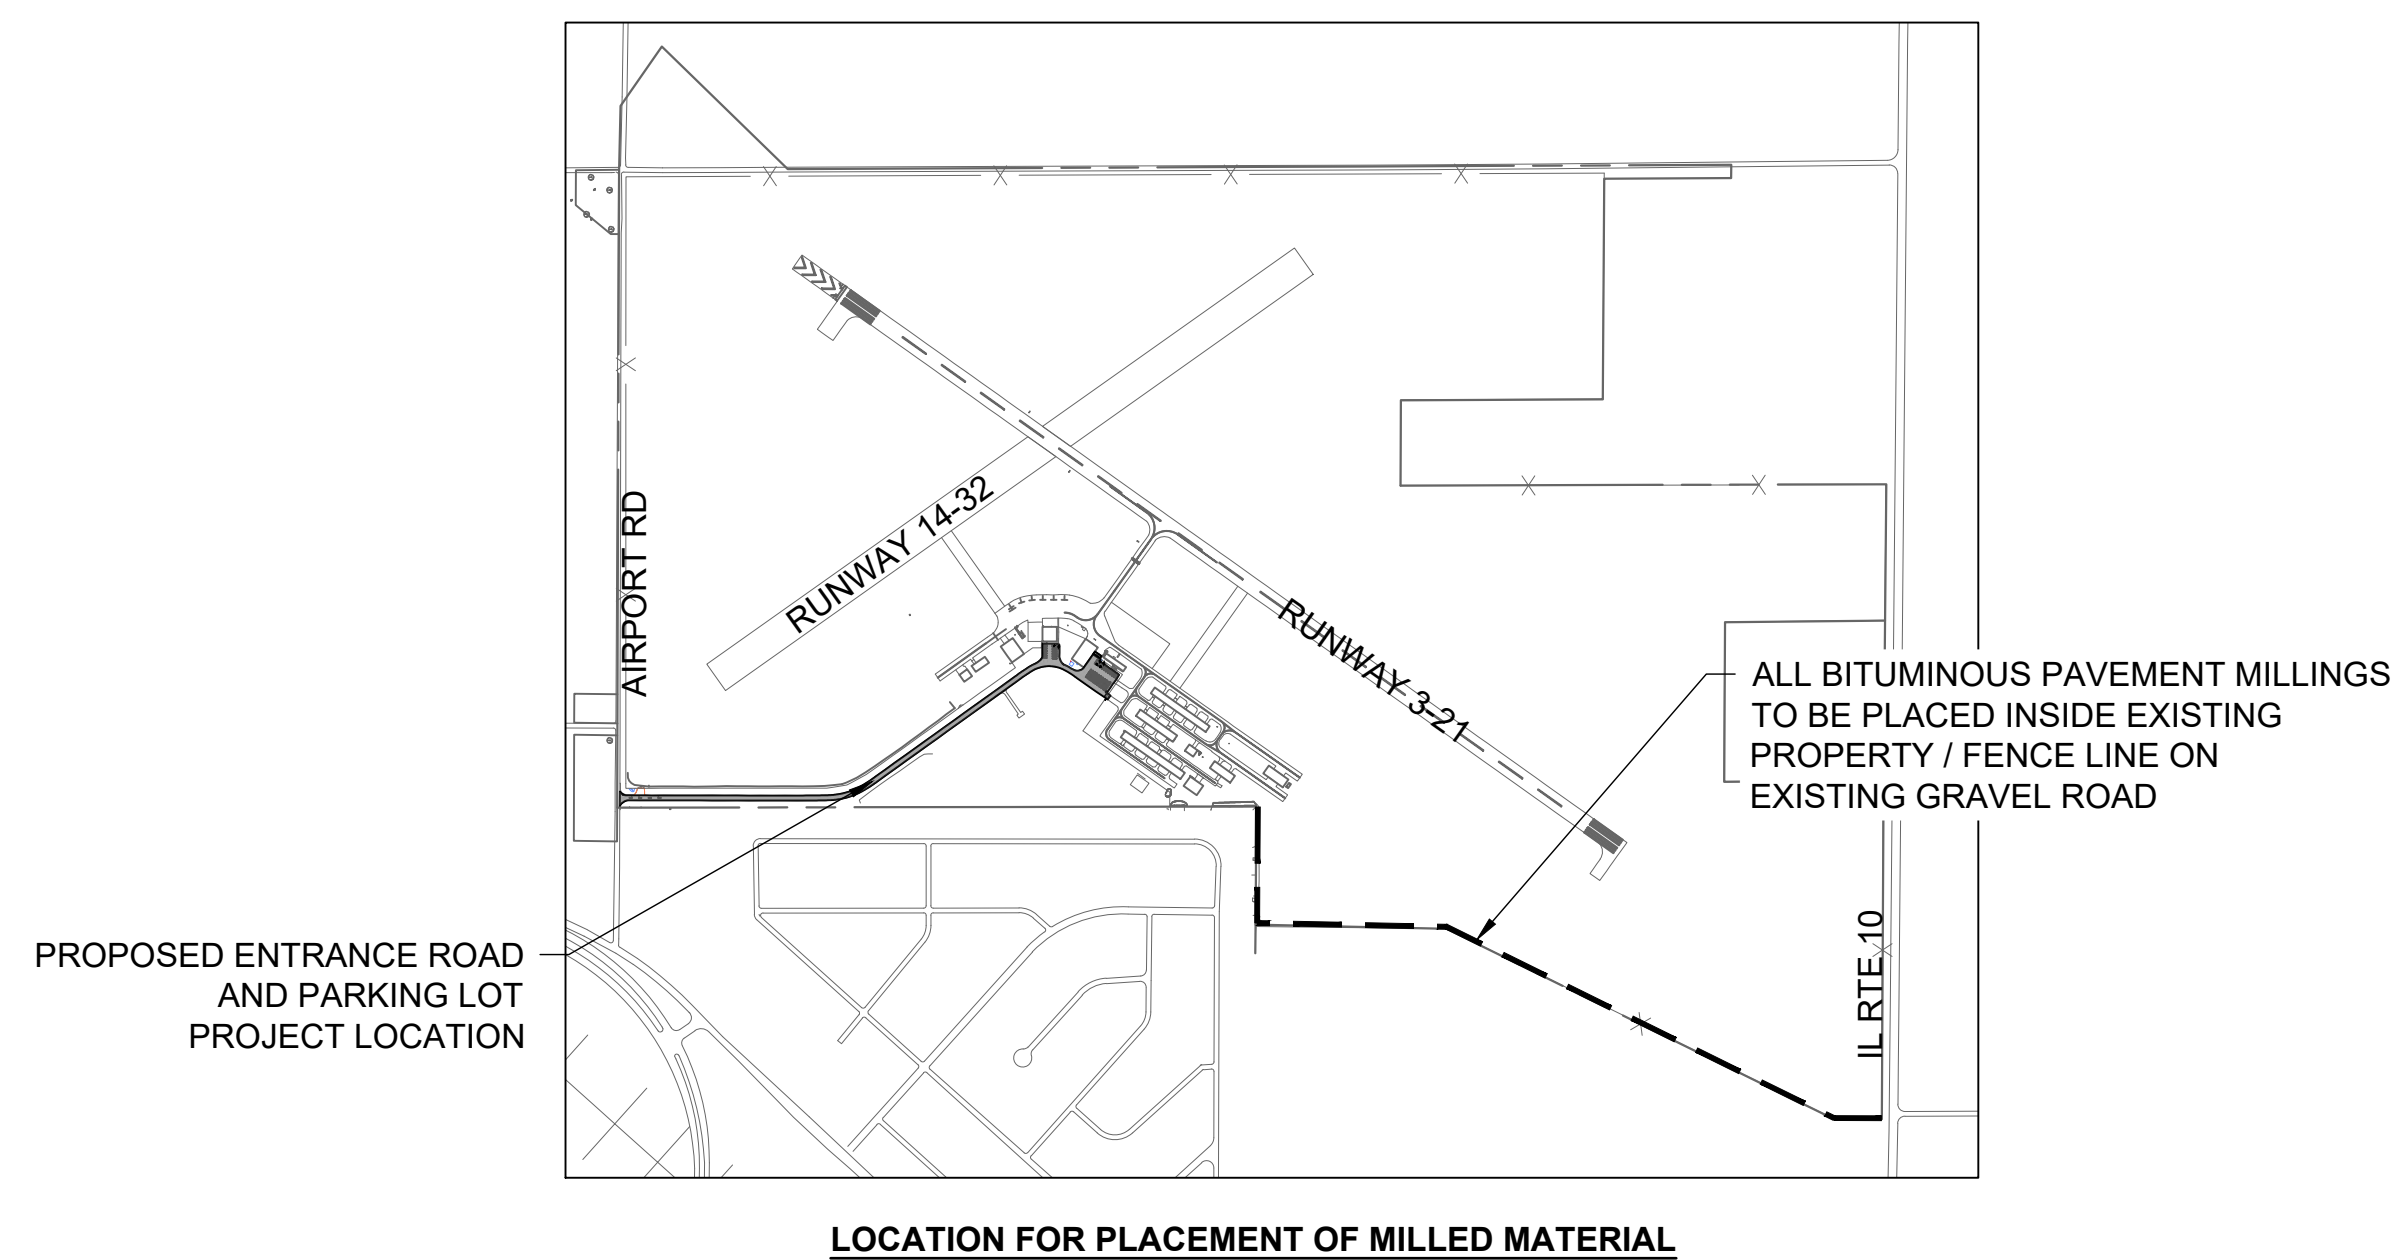 AIRPORT RD
RUNWAY 14-32
RUNWAY 3-21
ALL BITUMINOUS PAVEMENT MILLINGS
TO BE PLACED INSIDE EXISTING
PROPERTY / FENCE LINE ON
EXISTING GRAVEL ROAD
IL RTE 10
PROPOSED ENTRANCE ROAD
AND PARKING LOT
PROJECT LOCATION
LOCATION FOR PLACEMENT OF MILLED MATERIAL